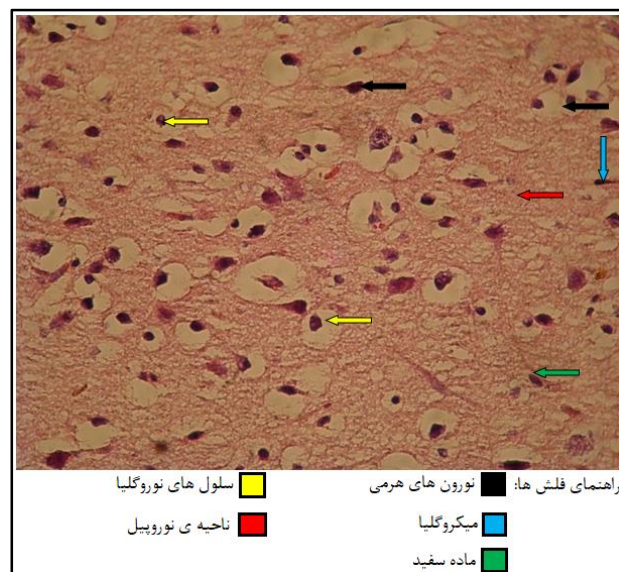 راهنمای فلش ها: نورون های هرمی سلول های نوروگلیا
میکروگلیا ناحیه ی نوروپیل
ماده سفید